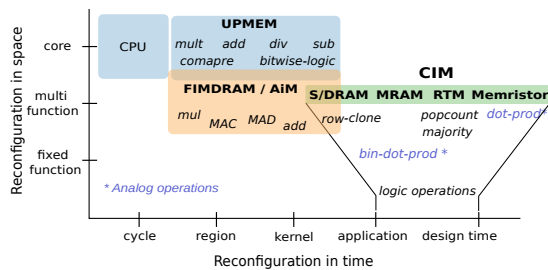 Reconfiguration in space
core
multi
function
fixed
function
CPU
UPMEM
mult add div sub
comapre bitwise-logic
FIMDRAM / AiM
mul MAC MAD add
CIM
S/DRAM MRAM RTM Memristor
row-clone popcount dot-prod*
majority
bin-dot-prod *
logic operations
* Analog operations
cycle region kernel application design time
Reconfiguration in time